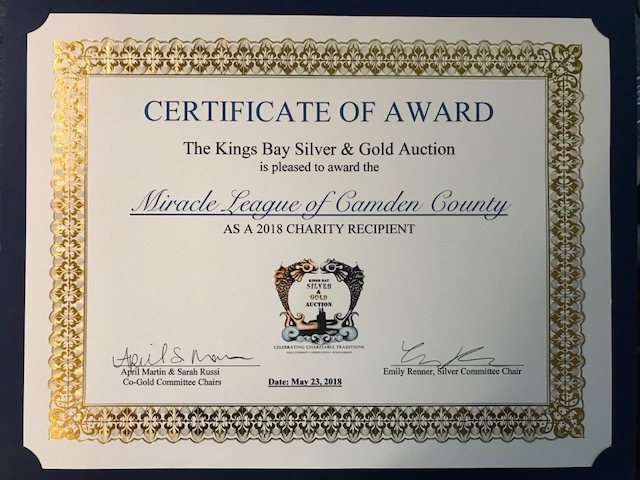 CERTIFICATE OF AWARD
The Kings Bay Silver & Gold Auction
is pleased to award the
Miracle League of Camden County
AS A 2018 CHARITY RECIPIENT
KINGS BAY
SILVER
&
GOLD
AUCTION
CELEBRATING CHARITABLE TRADITIONS
April Martin & Sarah Russi
Co-Gold Committee Chairs
Date: May 23, 2018
Emily Renner, Silver Committee Chair